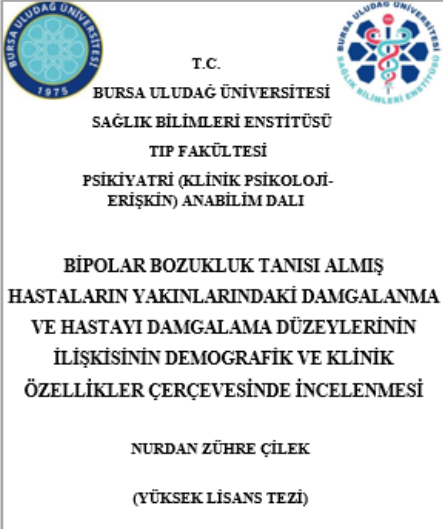 BURSA ULUDAĞ ÜNİVERSİTESİ
1975
BURSA ULUDAĞ ÜNİVERSİTESİ
SAĞLIK BİLİMLERİ ENSTİTÜSÜ
T.C.
BURSA ULUDAĞ ÜNİVERSİTESİ
SAĞLIK BİLİMLERİ ENSTİTÜSÜ
TIP FAKÜLTESİ
PSİKİYATRİ (KLİNİK PSİKOLOJİ-
ERİŞKİN) ANABİLİM DALI
BİPOLAR BOZUKLUK TANISI ALMIŞ
HASTALARIN YAKINLARINDAKİ DAMGALANMA
VE HASTAYI DAMGALAMA DÜZEYLERİNİN
İLİŞKİSİNİN DEMOGRAFİK VE KLİNİK
ÖZELLİKLER ÇERÇEVESİNDE İNCELENMESİ
NURDAN ZÜHRE ÇİLEK
(YÜKSEK LİSANS TEZİ)